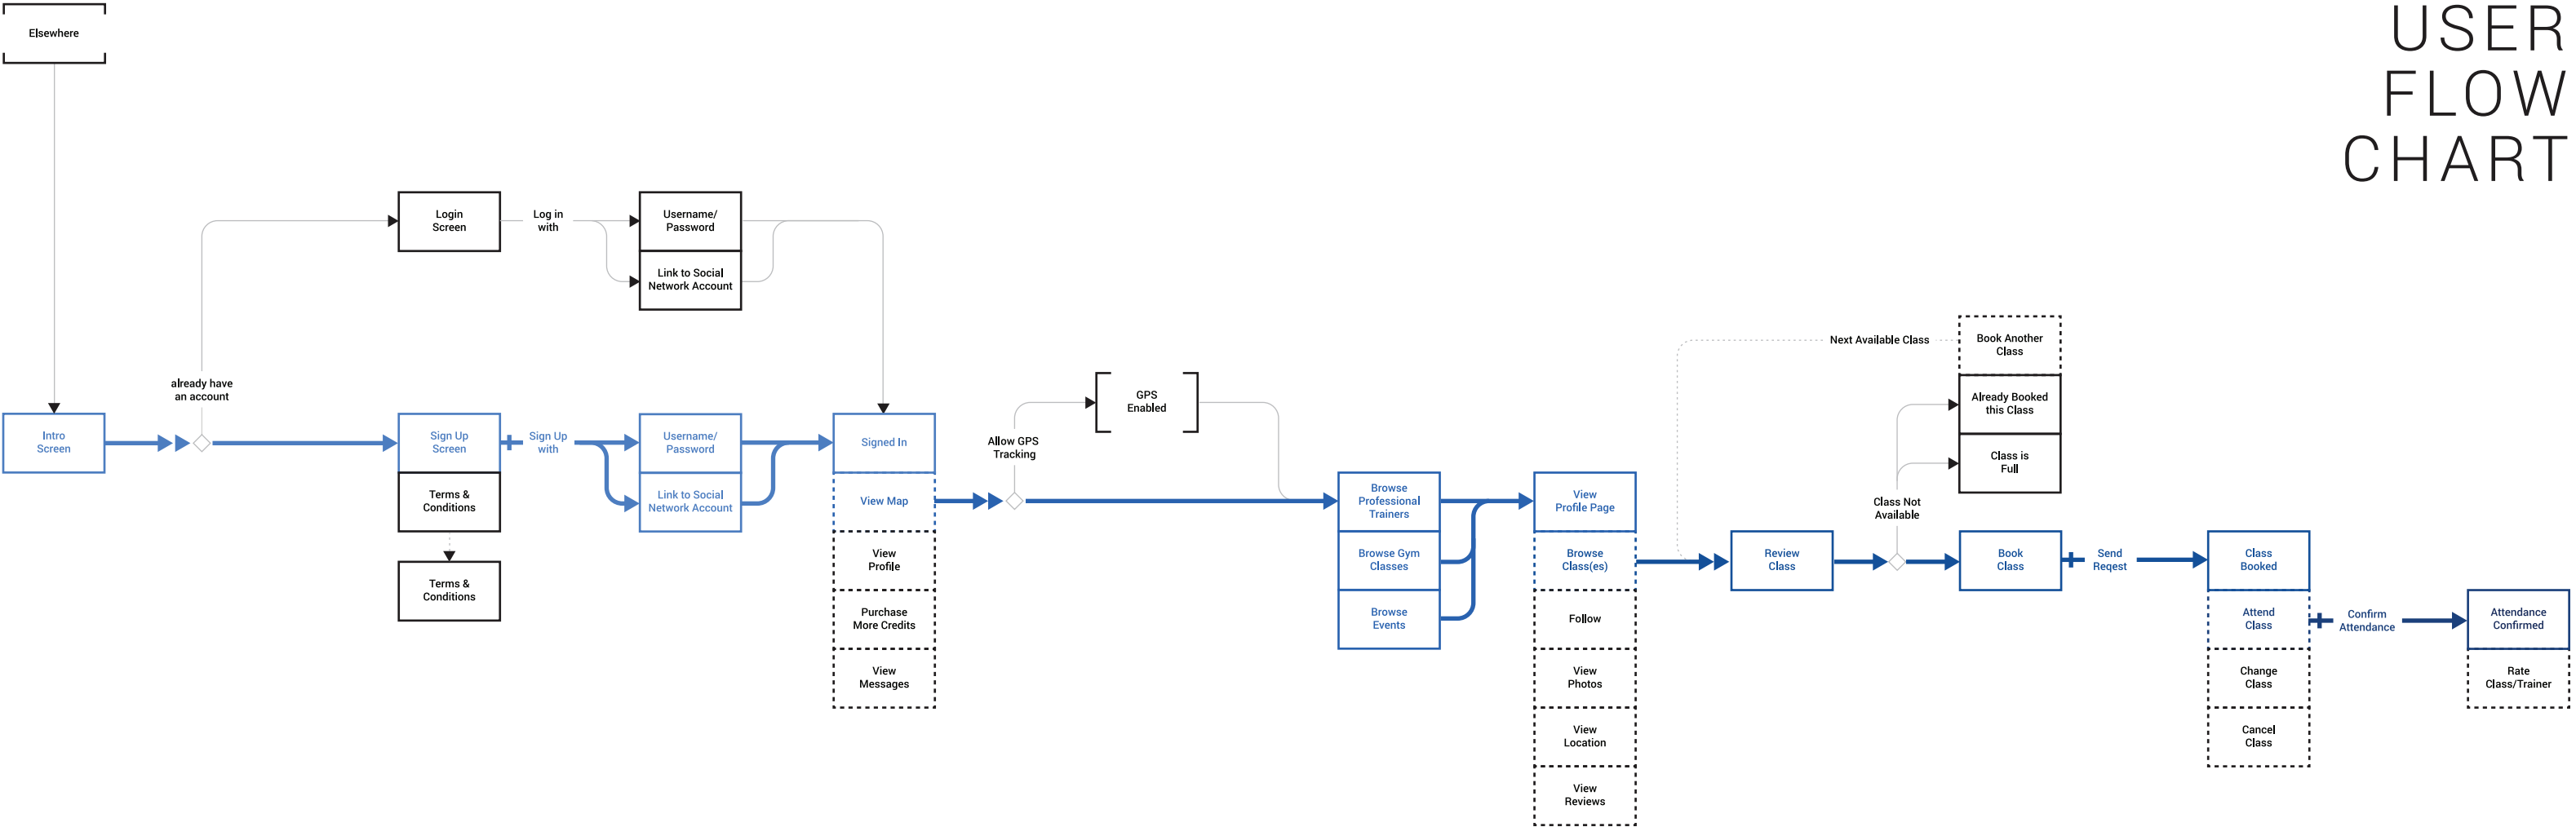 USER
FLOW
CHART
Elsewhere
Intro
Screen
already have
an account
Login
Screen
Log in
with
Username/
Password
Link to Social
Network Account
Sign Up
Screen
Terms &
Conditions
Terms &
Conditions
Sign Up
with
Username/
Password
Link to Social
Network Account
Signed In
View Map
View
Profile
Purchase
More Credits
View
Messages
Allow GPS
Tracking
GPS
Enabled
Browse
Professional
Trainers
Browse Gym
Classes
Browse
Events
View
Profile Page
Browse
Class(es)
Follow
View
Photos
View
Location
View
Reviews
Next Available Class
Review
Class
Class Not
Available
Book Another
Class
Already Booked
this Class
Class is
Full
Book
Class
Send
Reqest
Class
Booked
Attend
Class
Change
Class
Cancel
Class
Confirm
Attendance
Attendance
Confirmed
Rate
Class/Trainer